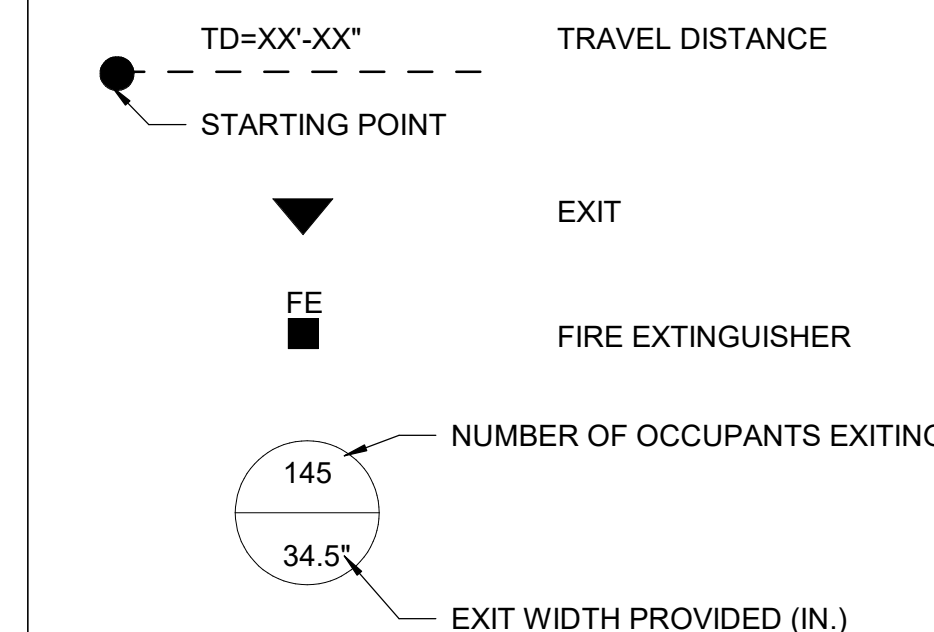 TD=XX'-XX" TRAVEL DISTANCE
STARTING POINT
EXIT
FE
FIRE EXTINGUISHER
NUMBER OF OCCUPANTS EXITING
145
34.5"
EXIT WIDTH PROVIDED (IN.)